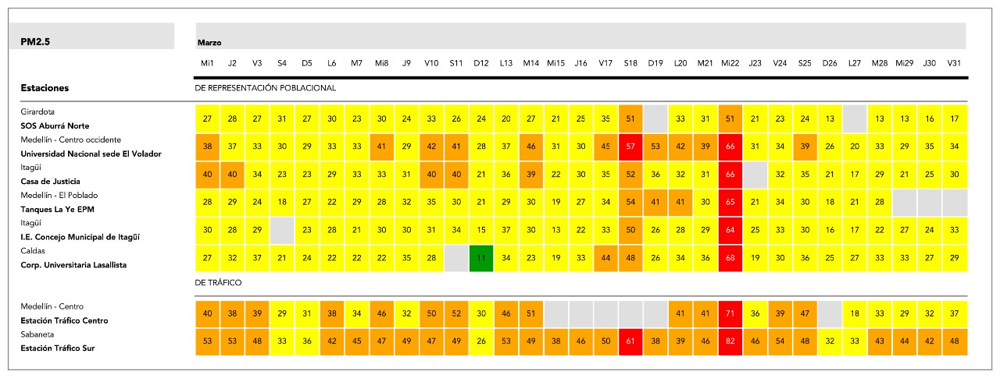 PM2.5
Marzo
Mi1 J2 V3 S4 D5 L6 M7 Mi8 J9 V10 S11 D12 L13 M14 Mi15 J16 V17 S18 D19 L20 M21 Mi22 J23 V24 S25 D26 L27 M28 Mi29 J30 V31
Estaciones DE REPRESENTACIÓN POBLACIONAL
Girardota
SOS Aburrá Norte
27 28 27 31 27 30 23 30 24 33 26 24 20 27 21 25 35 51 33 31 51 21 23 24 13 13 13 16 17
Medellín - Centro occidente
Universidad Nacional sede El Volador
38 37 33 30 29 33 33 41 29 42 41 28 37 46 31 30 45 57 53 42 39 66 31 34 39 26 20 33 29 35 34
Itagüí
Casa de Justicia
40 40 34 23 23 29 33 31 33 40 40 21 36 39 22 30 35 52 36 32 31 66 32 35 21 17 29 21 25 30
Medellín - El Poblado
Tanques La Ye EPM
28 29 24 18 27 22 29 28 32 35 30 21 29 30 19 27 34 54 41 41 30 65 21 34 30 18 21 28
Itagüí
I.E. Concejo Municipal de Itagüí
30 28 29 23 28 21 30 30 31 34 15 37 30 13 22 33 50 26 28 29 64 25 33 30 16 17 22 27 24 33
Caldas
Corp. Universitaria Lasallista
27 32 37 21 24 22 22 22 35 28 11 34 23 19 33 44 48 26 34 36 68 19 30 36 25 27 33 33 27 29
DE TRÁFICO
Medellín - Centro
Estación Tráfico Centro
40 38 39 29 31 38 34 46 32 50 52 30 46 51 41 41 71 36 39 47 18 33 29 32 37
Sabaneta
Estación Tráfico Sur
53 53 48 33 36 42 45 47 49 47 49 26 53 49 38 46 50 61 38 39 46 82 46 54 48 32 33 43 44 42 48